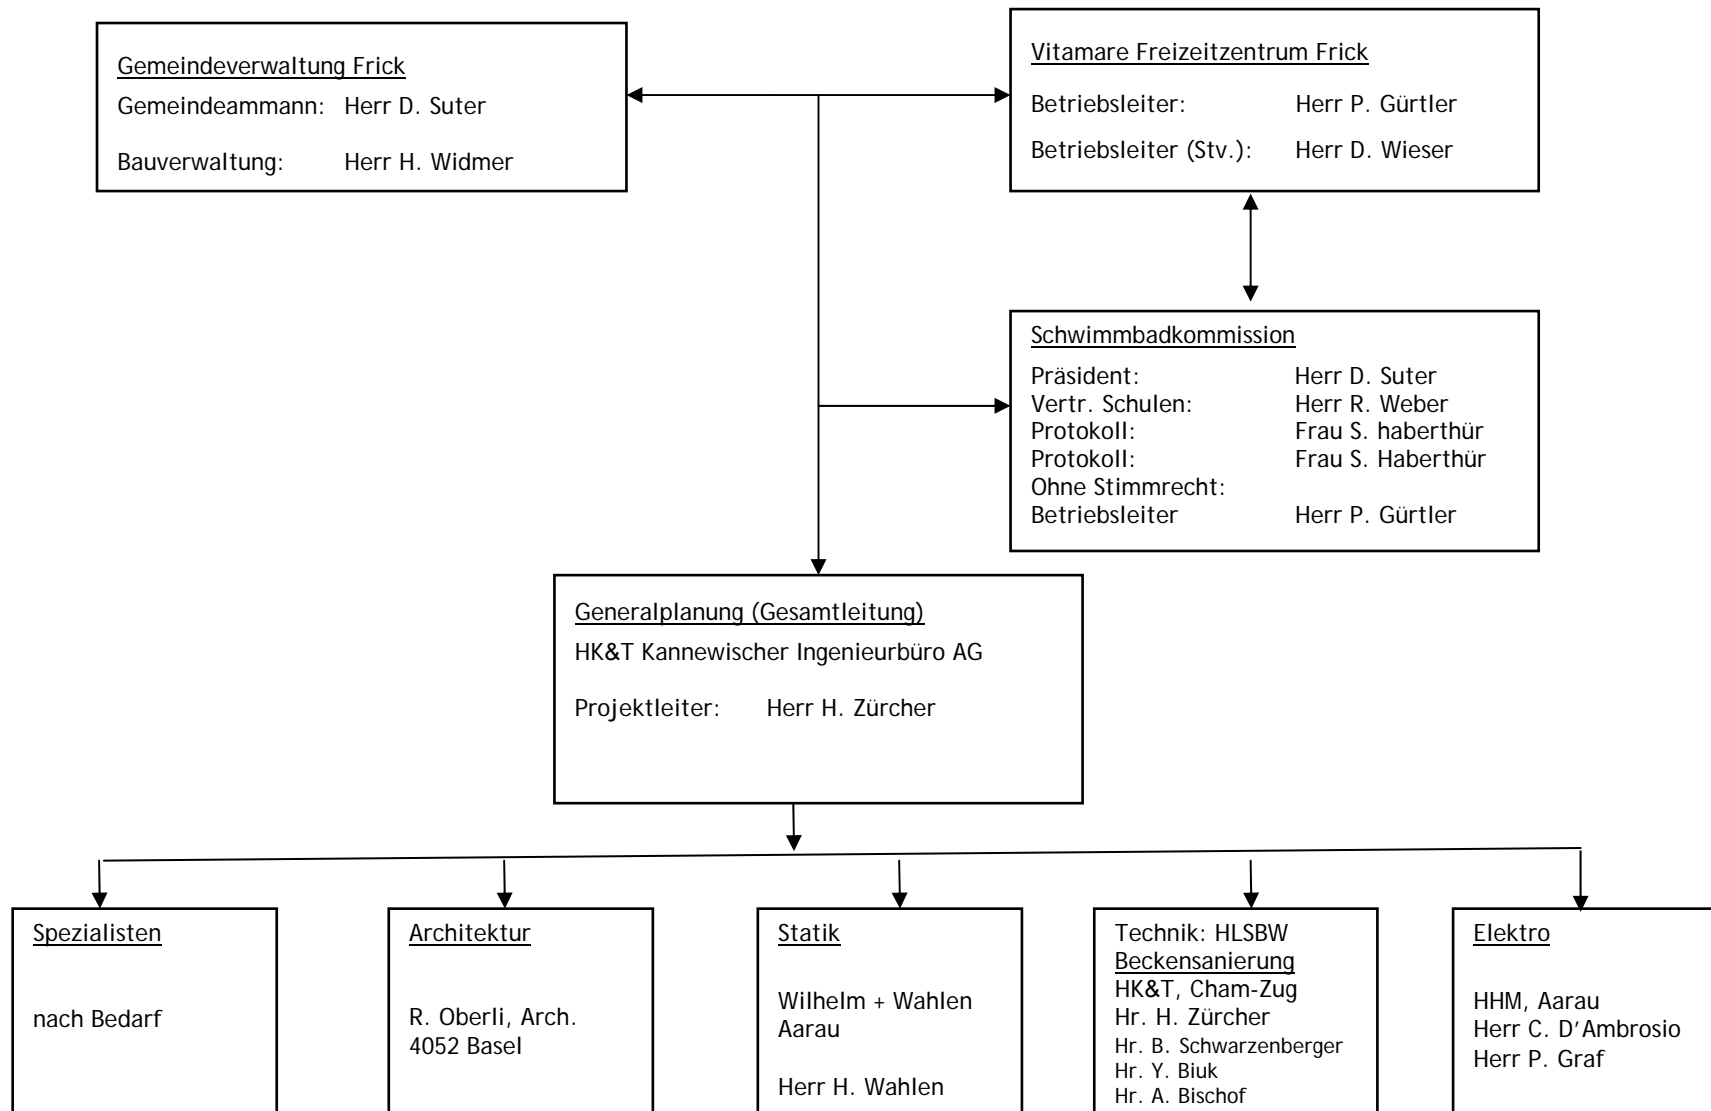 Gemeindeverwaltung Frick
Gemeindeammann: Herr D. Suter
Bauverwaltung: Herr H. Widmer
Vitamare Freizeitzentrum Frick
Betriebsleiter: Herr P. Gürtler
Betriebsleiter (Stv.): Herr D. Wieser
Schwimmbadkommission
Präsident: Herr D. Suter
Vertr. Schulen: Herr R. Weber
Protokoll: Frau S. haberthür
Protokoll: Frau S. Haberthür
Ohne Stimmrecht:
Betriebsleiter Herr P. Gürtler
Generalplanung (Gesamtleitung)
HK&T Kannewischer Ingenieurbüro AG
Projektleiter: Herr H. Zürcher
Spezialisten
nach Bedarf
Architektur
R. Oberli, Arch.
4052 Basel
Statik
Wilhelm + Wahlen
Aarau
Herr H. Wahlen
Technik: HLSBW
Beckensanierung
HK&T, Cham-Zug
Hr. H. Zürcher
Hr. B. Schwarzenberger
Hr. Y. Biuk
Hr. A. Bischof
Elektro
HHM, Aarau
Herr C. D’Ambrosio
Herr P. Graf